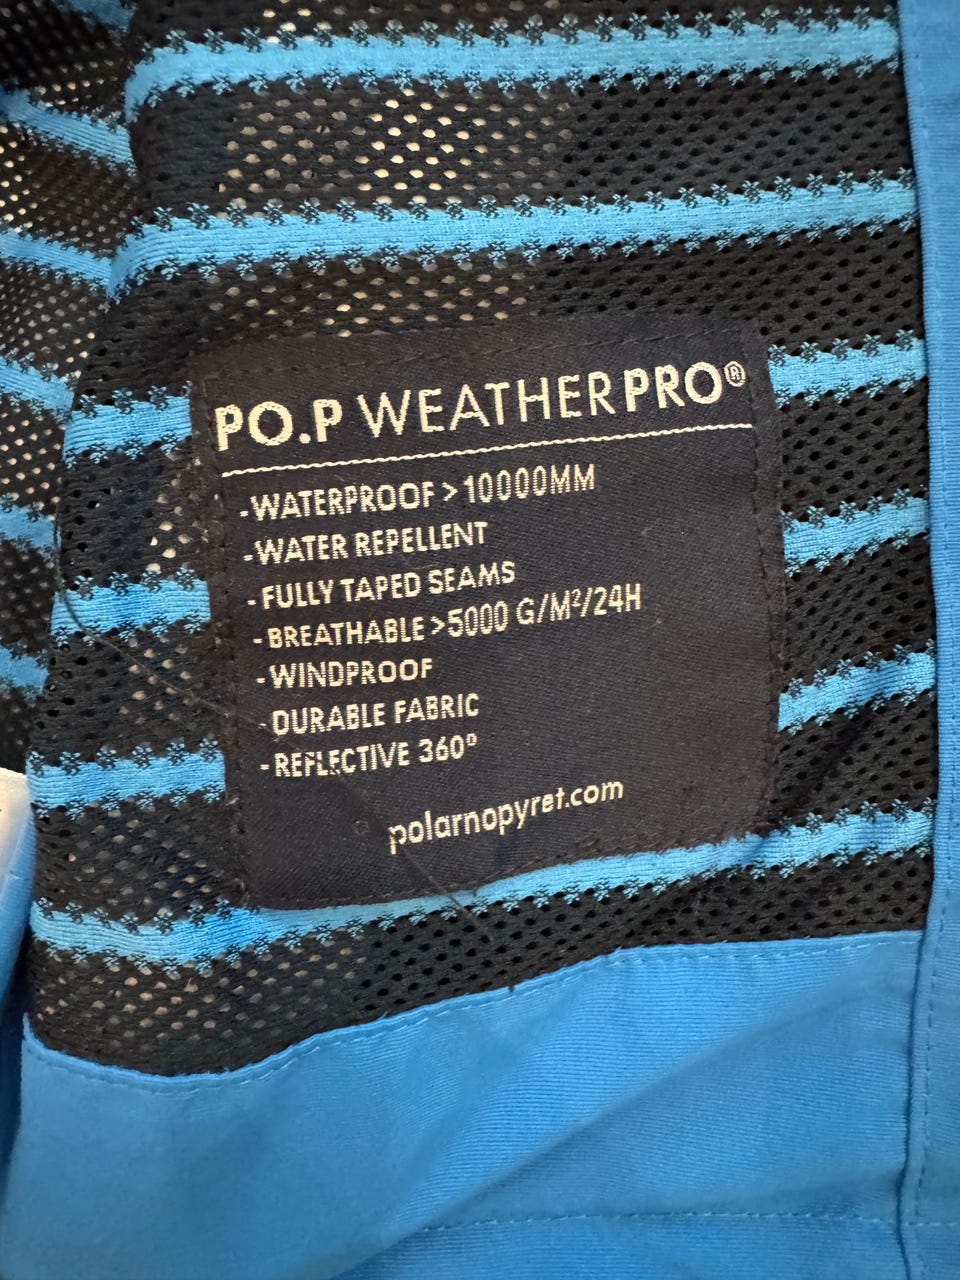 PO.P WEATHERPRO®
-WATERPROOF >10000MM
-WATER REPELLENT
-FULLY TAPED SEAMS
-BREATHABLE >5000 G/M²/24H
-WINDPROOF
-DURABLE FABRIC
-REFLECTIVE 360°
polarnopyret.com